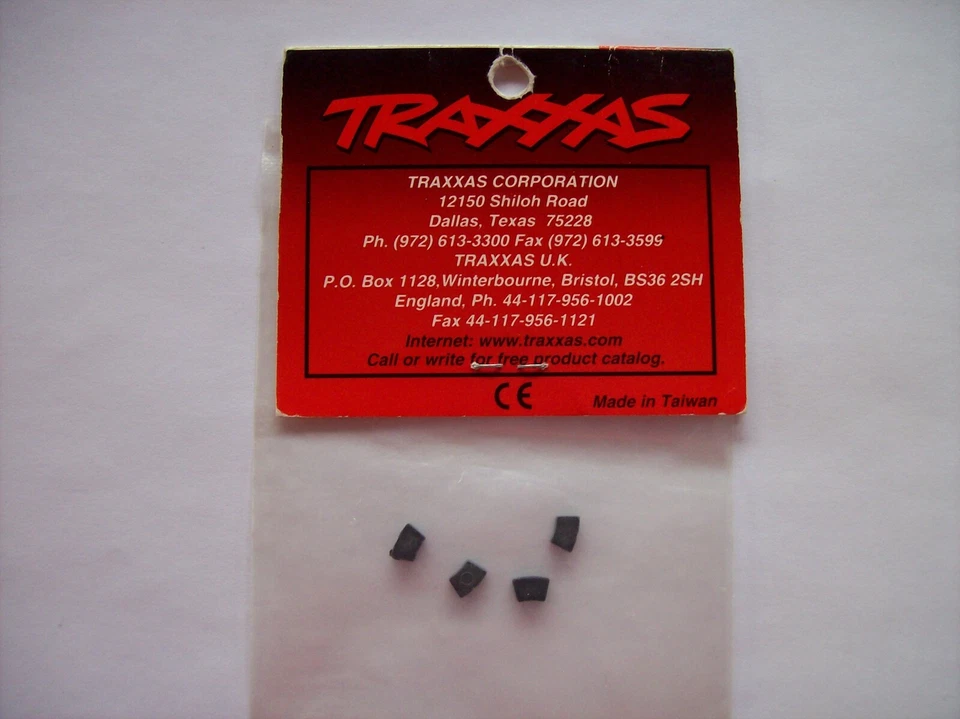 TRAXXAS
TRAXXAS CORPORATION
12150 Shiloh Road
Dallas, Texas 75228
Ph. (972) 613-3300 Fax (972) 613-3599
TRAXXAS U.K.
P.O. Box 1128, Winterbourne, Bristol, BS36 2SH
England, Ph. 44-117-956-1002
Fax 44-117-956-1121
Internet: www.traxxas.com
Call or write for free product catalog.
CE
Made in Taiwan